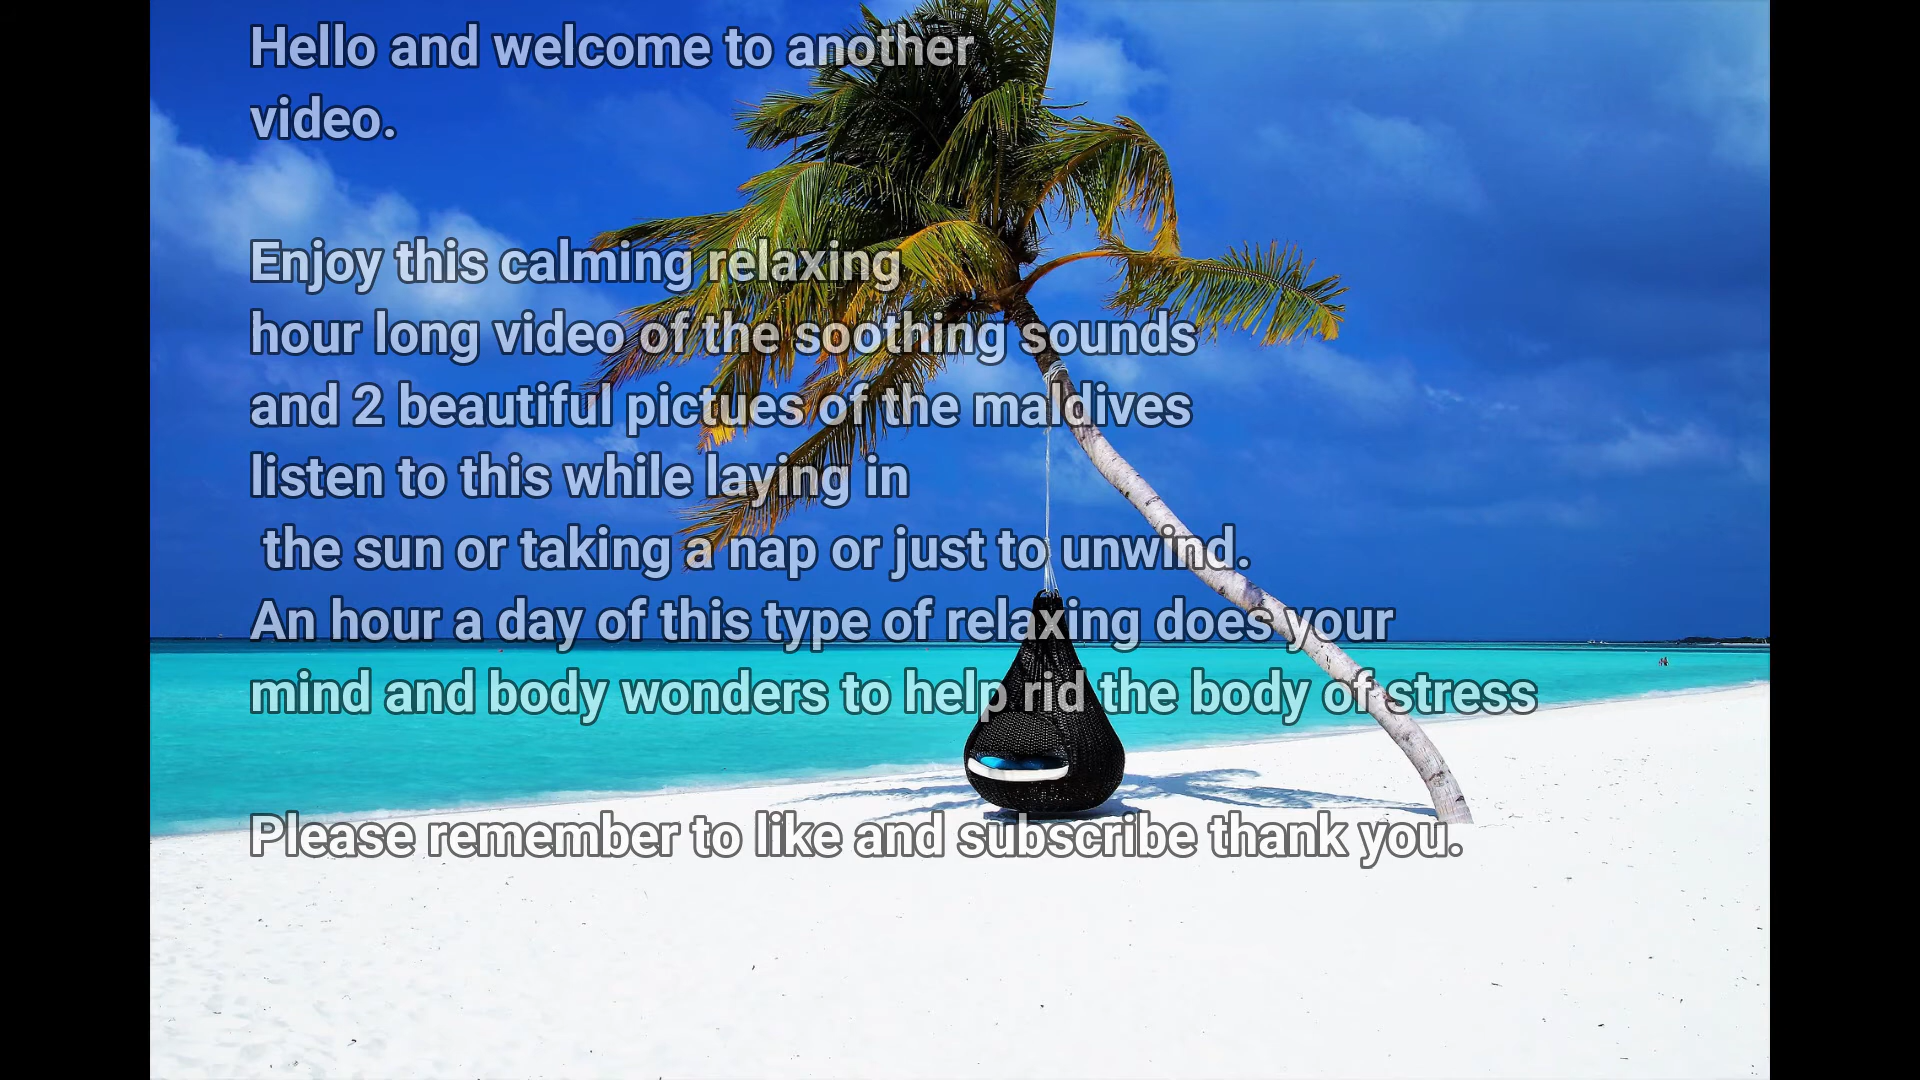 Hello and welcome to another
video.
Enjoy this calming relaxing
hour long video of the soothing sounds
and 2 beautiful pictues of the maldives
listen to this while laying in
the sun or taking a nap or just to unwind.
An hour a day of this type of relaxing does your
mind and body wonders to help rid the body of stress
Please remember to like and subscribe thank you.